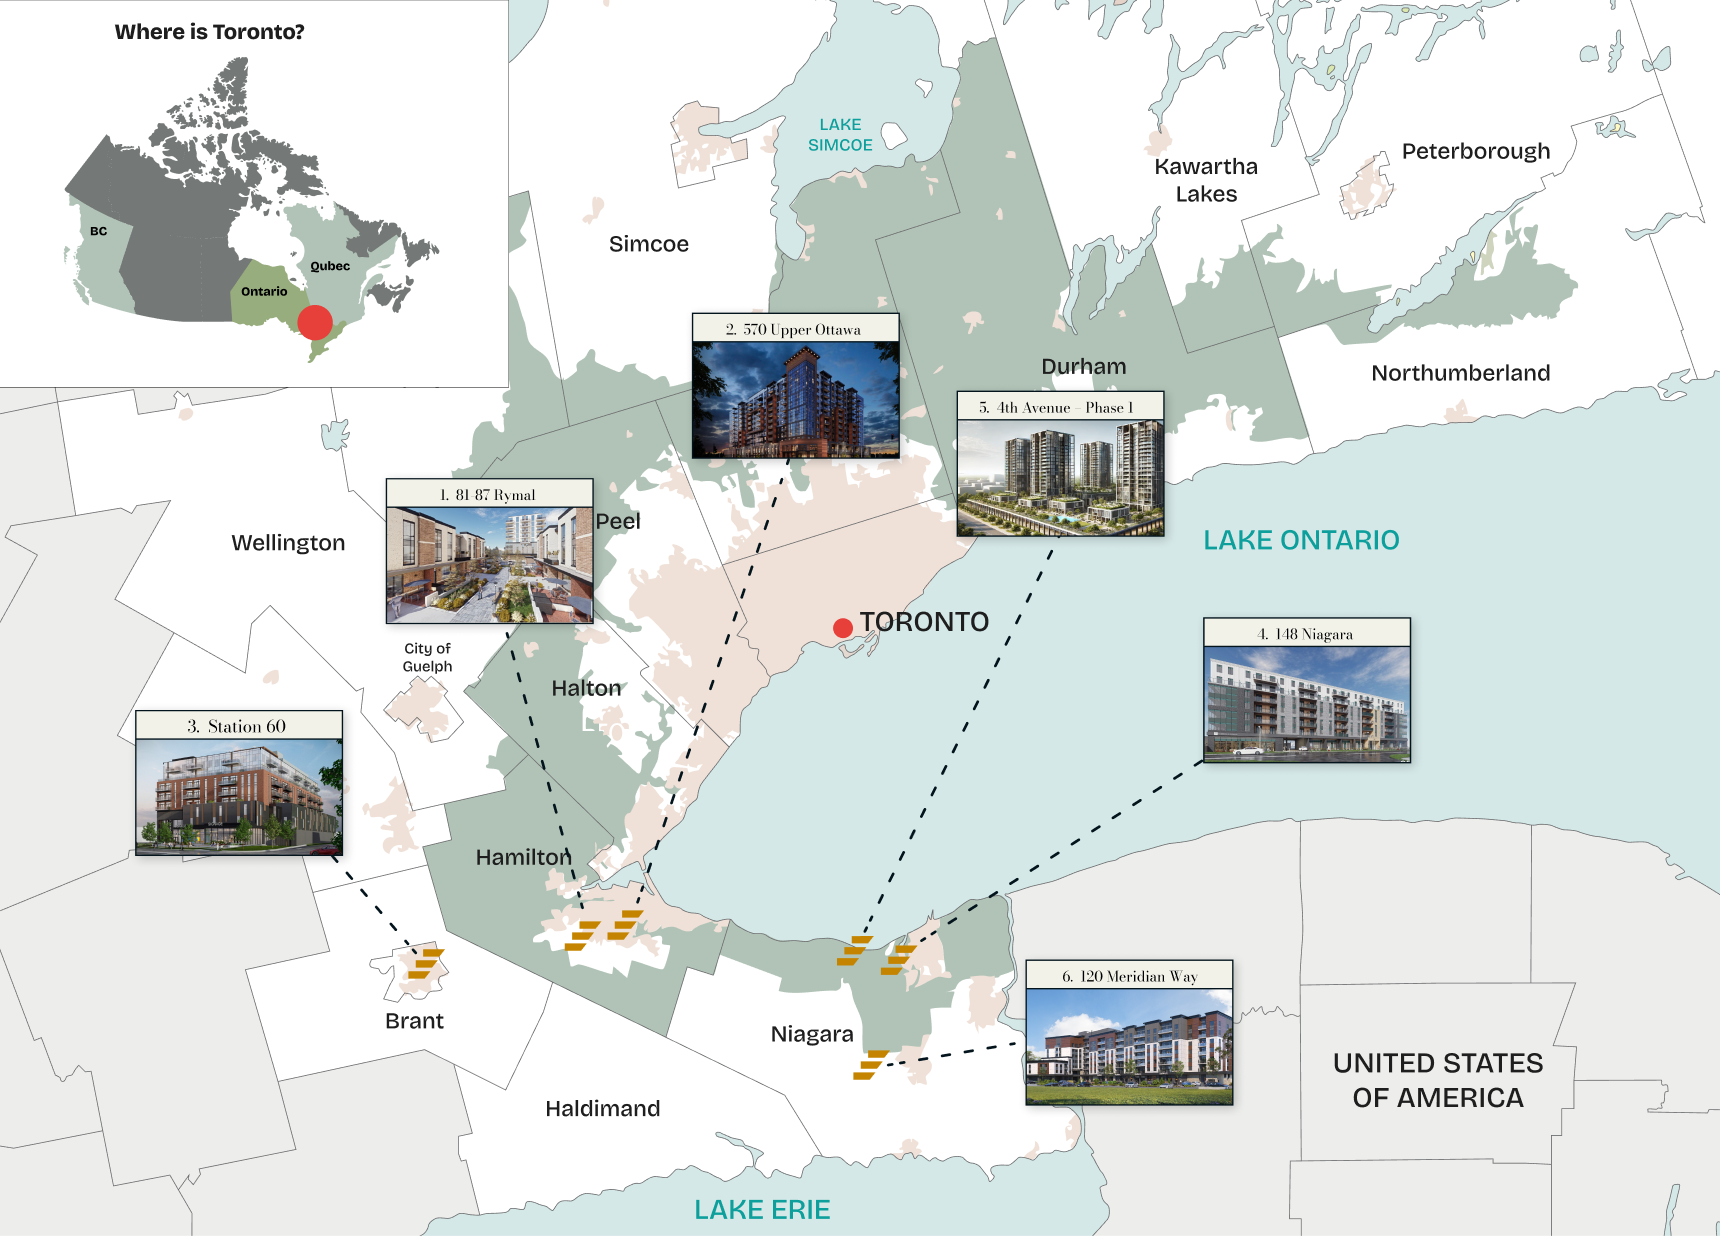 Where is Toronto?
BC
Qubec
Ontario
LAKE
SIMCOE
Kawartha
Lakes
Peterborough
Simcoe
2. 570 Upper Ottawa
Durham
Northumberland
5. 4th Avenue – Phase 1
1. 81-87 Rymal
Peel
Wellington
LAKE ONTARIO
TORONTO
4. 148 Niagara
City of
Guelph
Halton
3. Station 60
Hamilton
6. 120 Meridian Way
Brant
Niagara
UNITED STATES
OF AMERICA
Haldimand
LAKE ERIE